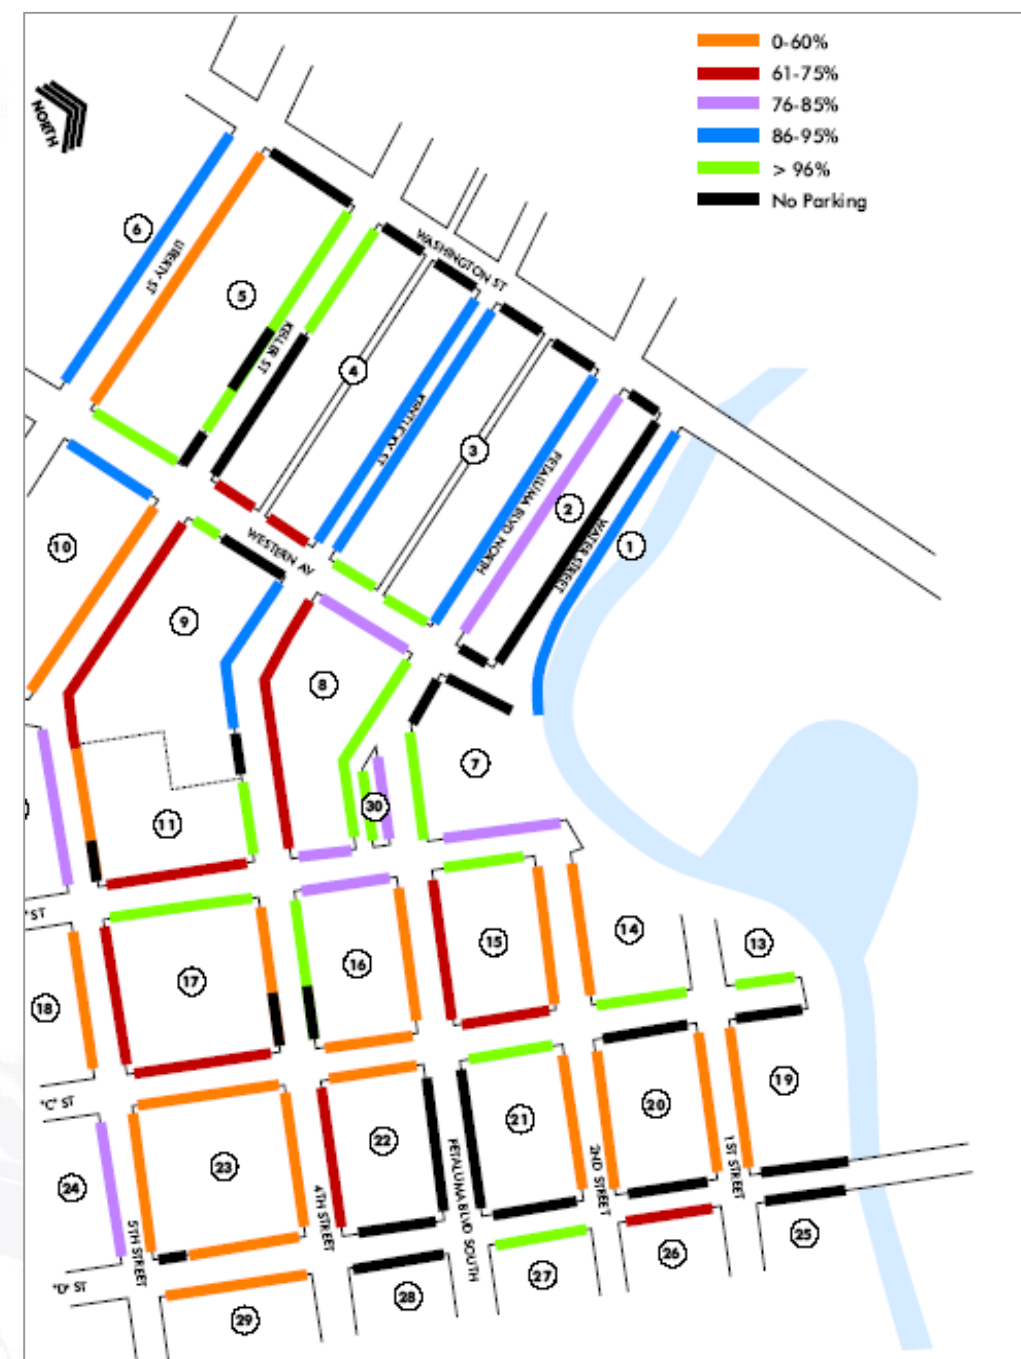 0-60%
61-75%
76-85%
86-95%
> 96%
No Parking
NORTH
WASHINGTON ST
6
LIBERTY ST
5
KELLER ST
4
KENTUCKY ST
3
PETALUMA BLVD NORTH
2
WATER STREET
1
WESTERN AV
10
9
8
7
30
11
ST
18
17
16
15
14
13
"C" ST
24
23
22
21
20
19
5TH STREET
4TH STREET
PETALUMA BLVD SOUTH
2ND STREET
1ST STREET
"D" ST
29
28
27
26
25